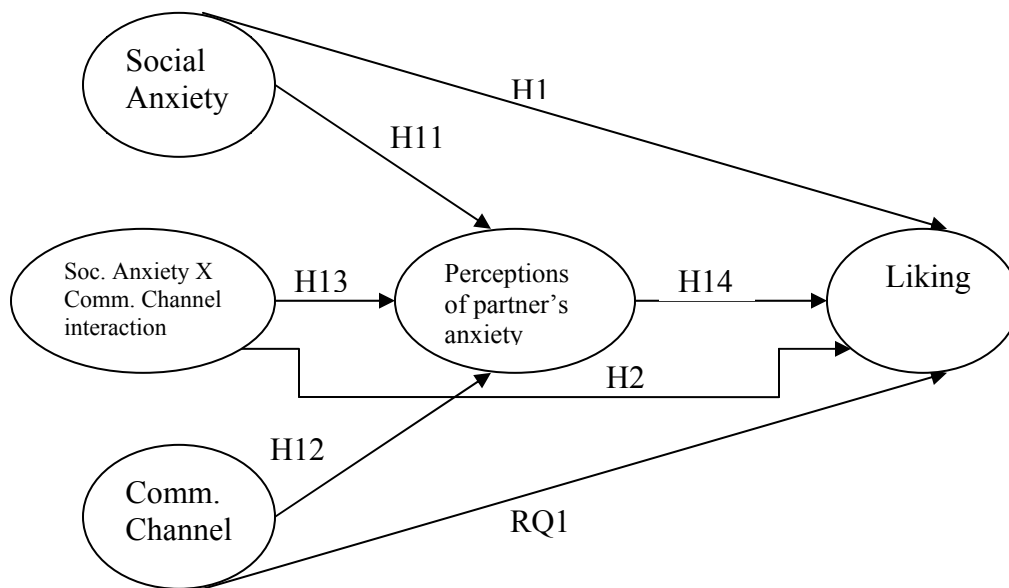 Social
Anxiety
H1
H11
Soc. Anxiety X
Comm. Channel
interaction
H13
Perceptions
of partner’s
anxiety
H14
Liking
H2
H12
Comm.
Channel
RQ1